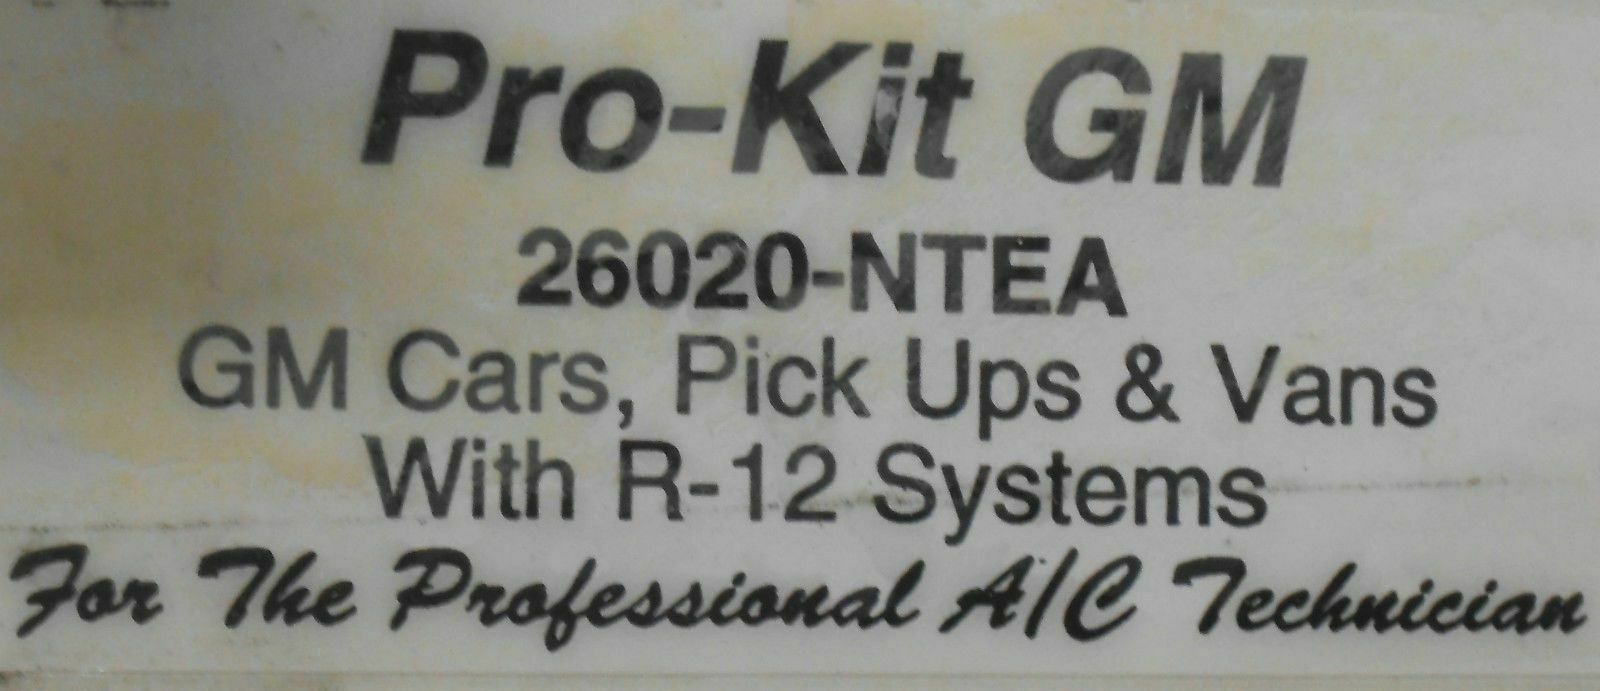 Pro-Kit GM
26020-NTEA
GM Cars, Pick Ups & Vans
With R-12 Systems
For The Professional A/C Technician